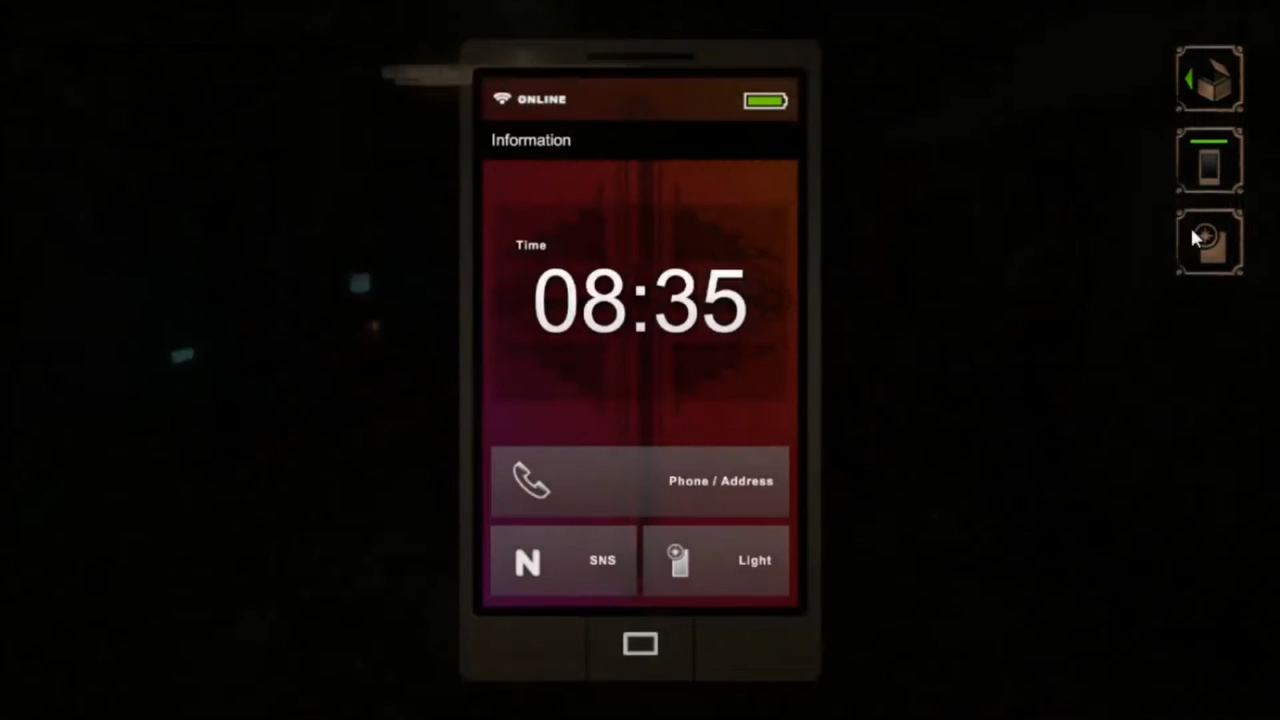 ONLINE
Information
Time
08:35
Phone / Address
N SNS
Light